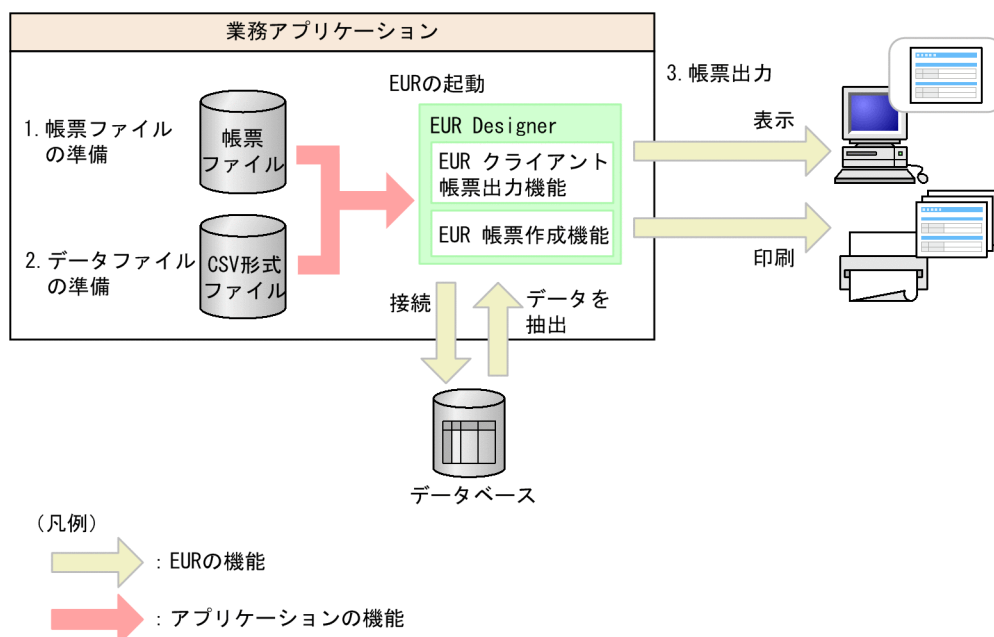 業務アプリケーション
1. 帳票ファイル
の準備
帳票
ファイル
2. データファイル
の準備
CSV形式
ファイル
EURの起動
EUR Designer
EUR クライアント
帳票出力機能
EUR 帳票作成機能
接続
データを
抽出
データベース
3. 帳票出力
表示
印刷
（凡例）
：EURの機能
：アプリケーションの機能